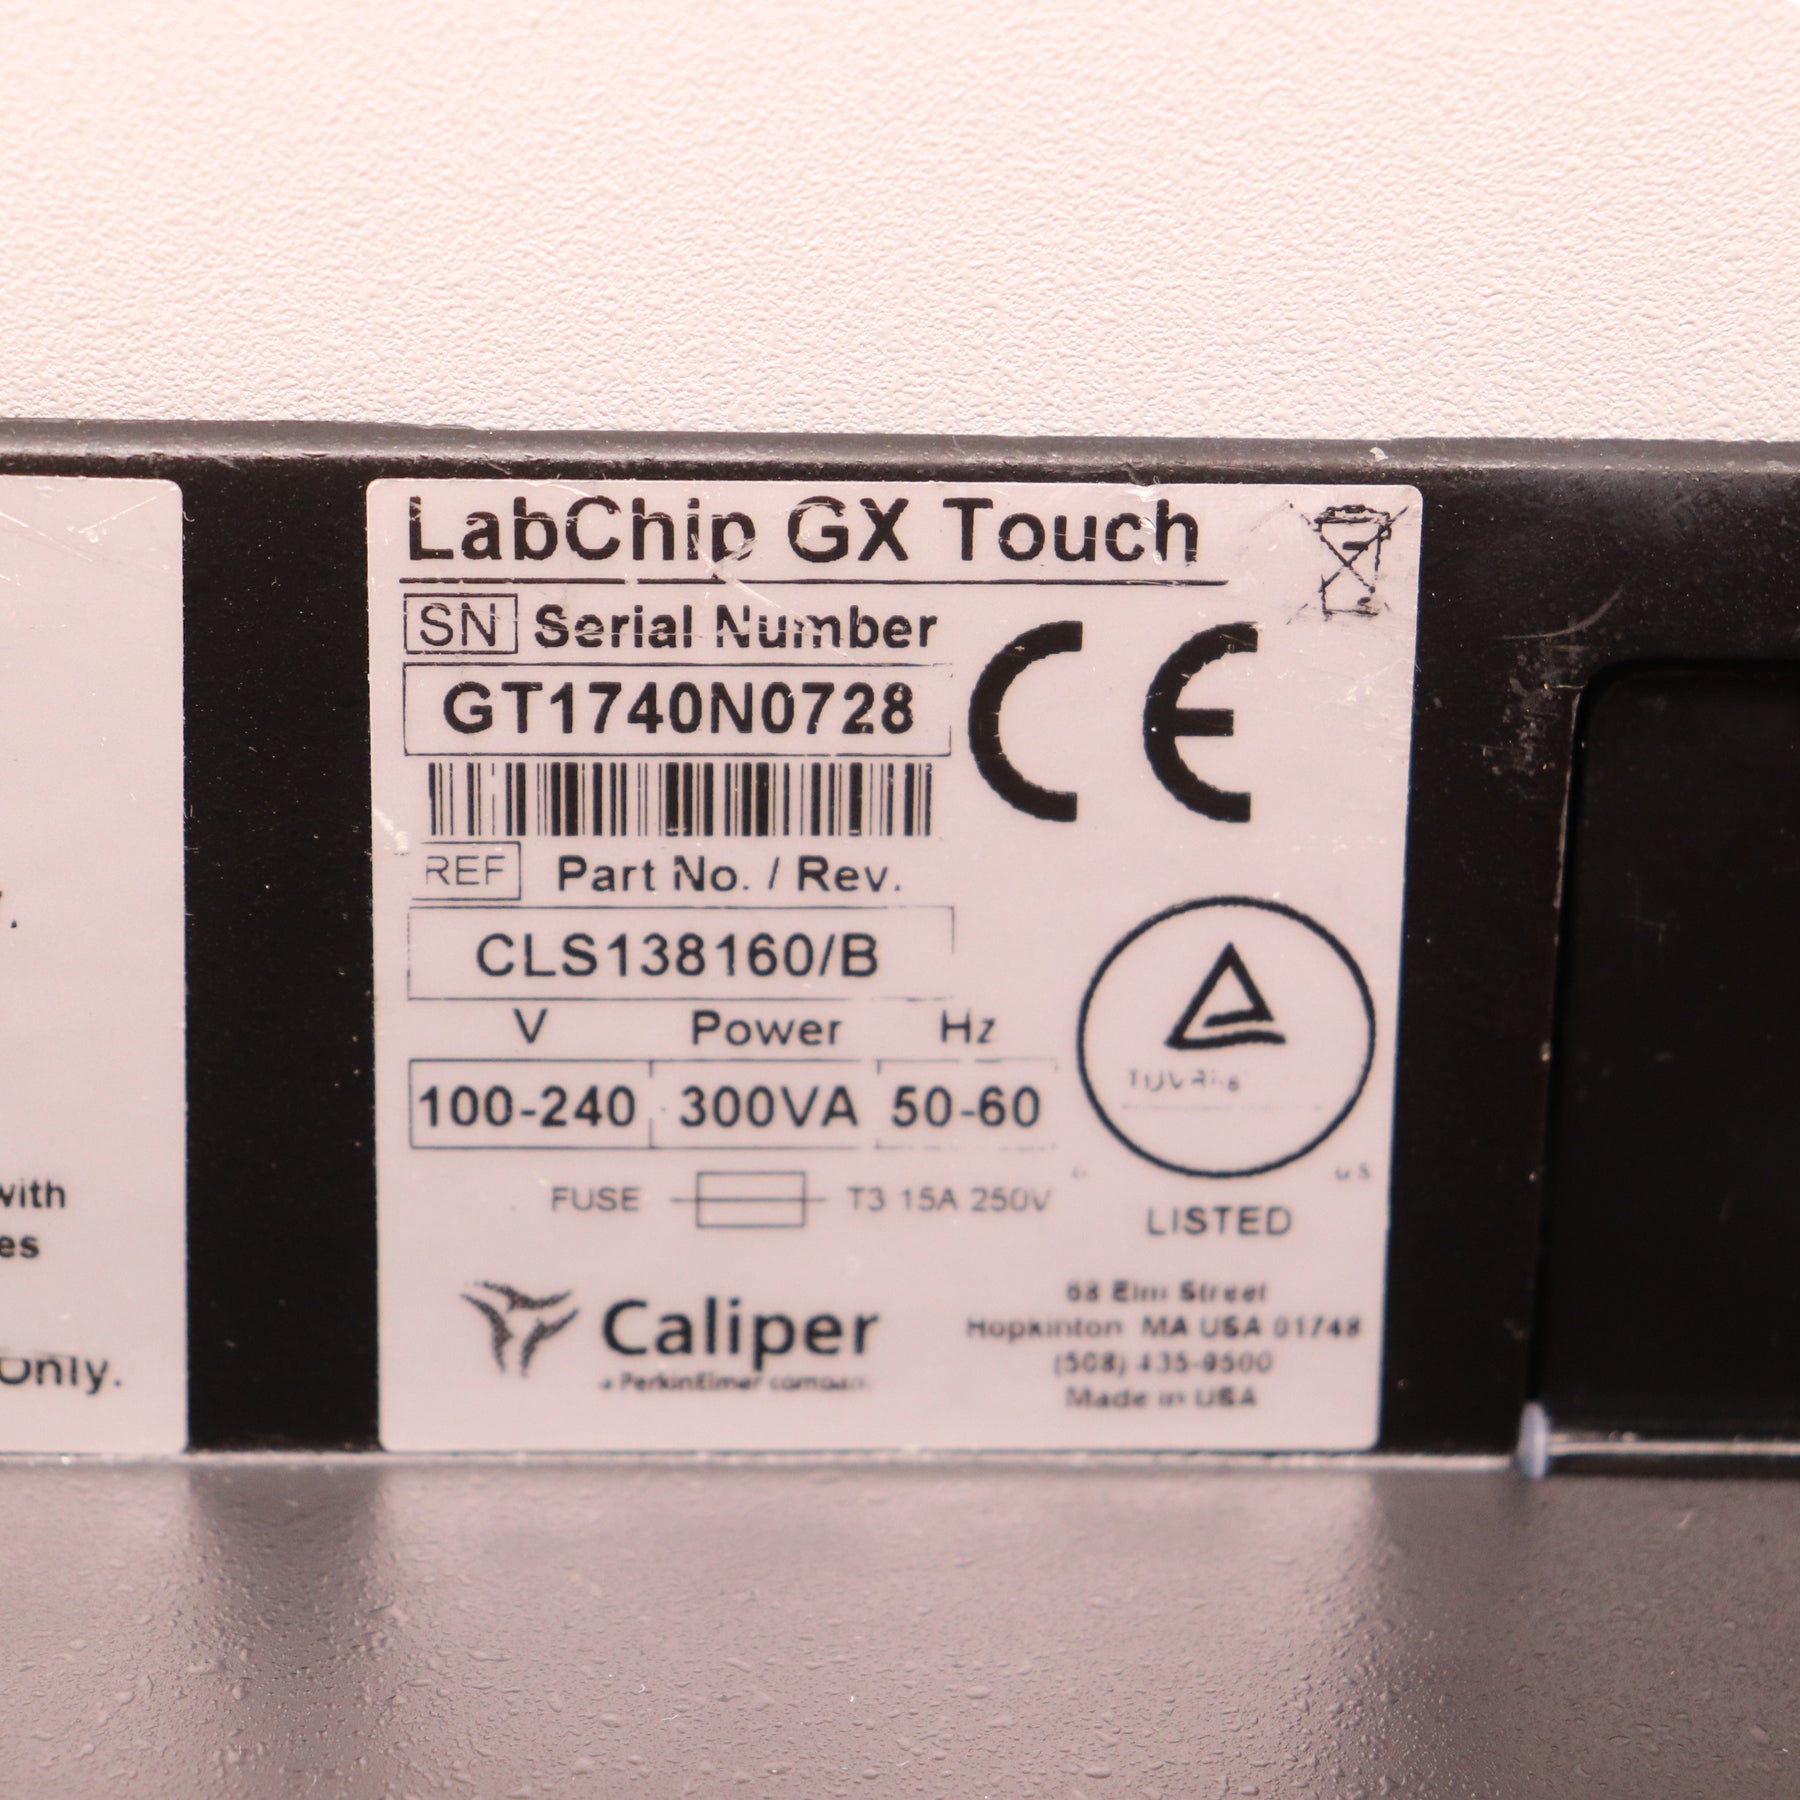 LabChip GX Touch
SN Serial Number
GT1740N0728
REF Part No. / Rev.
CLS138160/B
V Power Hz
100-240 300VA 50-60
FUSE T3 15A 250V
LISTED
Caliper
a PerkinElmer company
68 Elm Street
Hopkinton MA USA 01748
(508) 435-9500
Made in USA
with
es
Only.